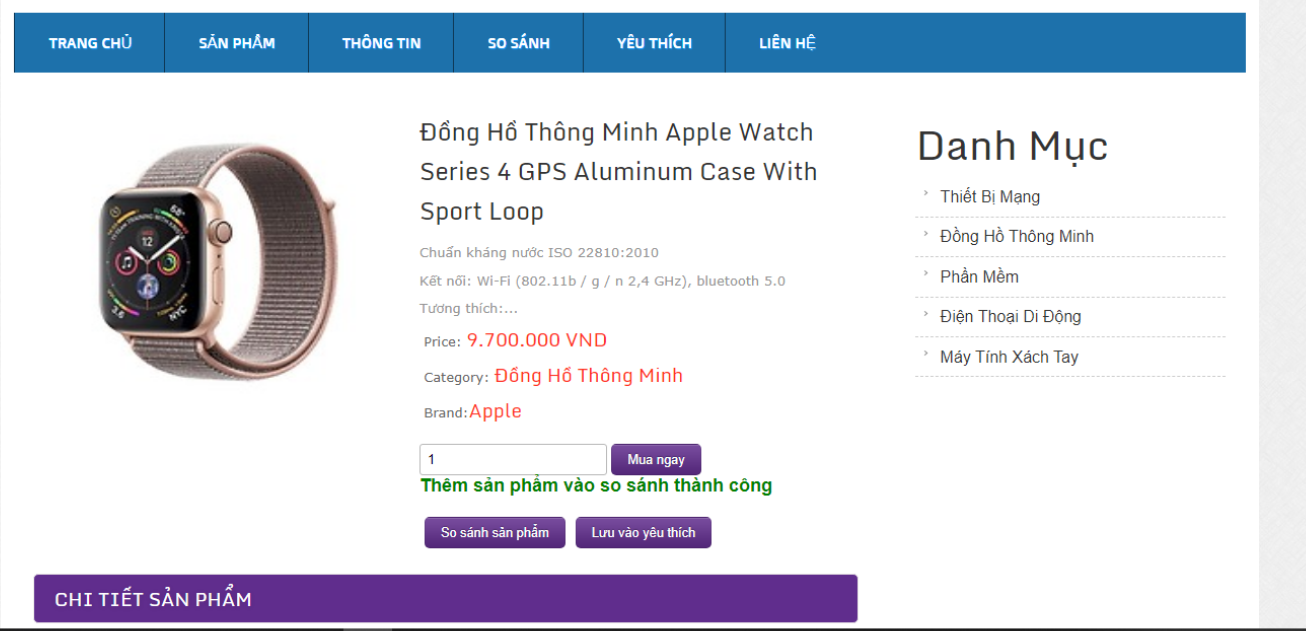 TRANG CHỦ
SẢN PHẨM
THÔNG TIN
SO SÁNH
YÊU THÍCH
LIÊN HỆ
Đồng Hồ Thông Minh Apple Watch
Series 4 GPS Aluminum Case With
Sport Loop
Chuẩn kháng nước ISO 22810:2010
Kết nối: Wi-Fi (802.11b / g / n 2,4 GHz), bluetooth 5.0
Tương thích:...
Price: 9.700.000 VND
Category: Đồng Hồ Thông Minh
Brand:Apple
1
Mua ngay
Thêm sản phẩm vào so sánh thành công
So sánh sản phẩm
Lưu vào yêu thích
CHI TIẾT SẢN PHẨM
Danh Mục
Thiết Bị Mạng
Đồng Hồ Thông Minh
Phần Mềm
Điện Thoại Di Động
Máy Tính Xách Tay
68°
12
3.6
NYC